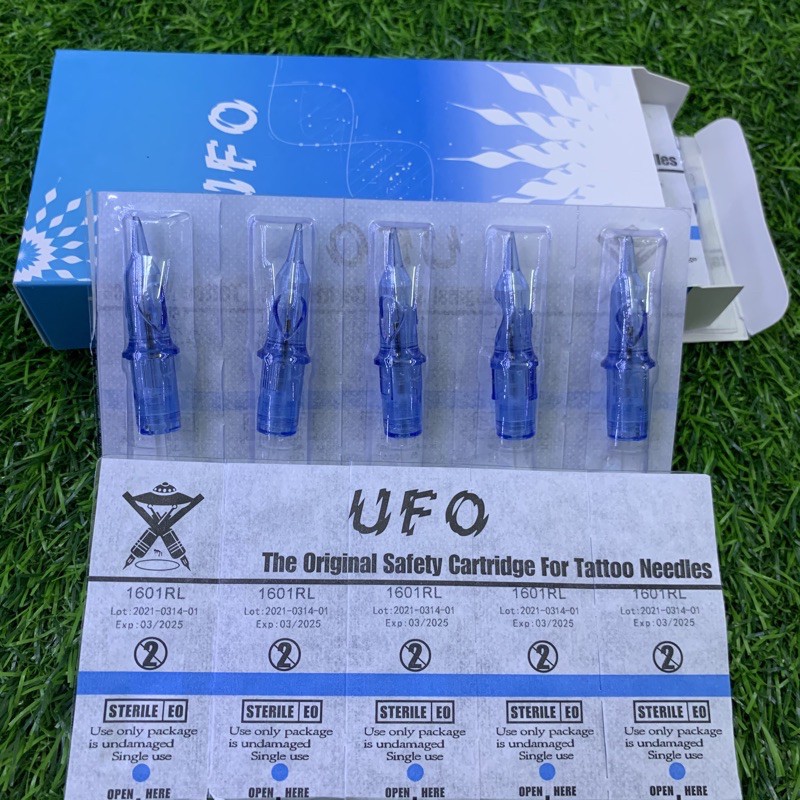 UFO
les
UFO
The Original Safety Cartridge For Tattoo Needles
1601RL 1601RL 1601RL 1601RL 1601RL
Lot:2021-0314-01 Lot:2021-0314-01 Lot:2021-0314-01 Lot:2021-0314-01 Lot:2021-0314-01
Exp:03/2025 Exp:03/2025 Exp:03/2025 Exp:03/2025 Exp:03/2025
2 2 2 2 2
STERILE EO STERILE EO STERILE EO STERILE EO STERILE EO
Use only package Use only package Use only package Use only package Use only package
is undamaged is undamaged is undamaged is undamaged is undamaged
Single use Single use Single use Single use Single use
OPEN HERE OPEN HERE OPEN HERE OPEN HERE OPEN HERE